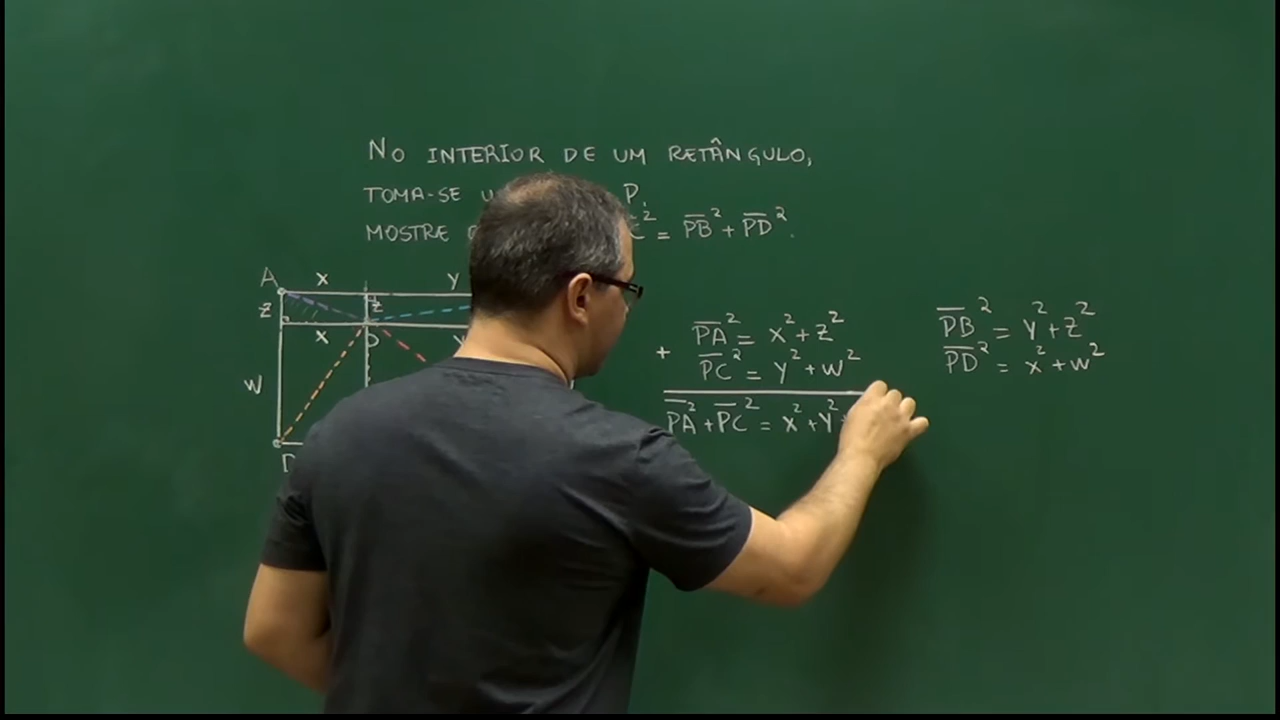 NO INTERIOR DE UM RETÂNGULO,
TOMA-SE P,
MOSTRE = PB² + PD².
A x y
z z
x P y
w
D
PA² = x² + z²
+ PC² = y² + w²
PA² + PC² = x² + y² +
PB² = y² + z²
PD² = x² + w²